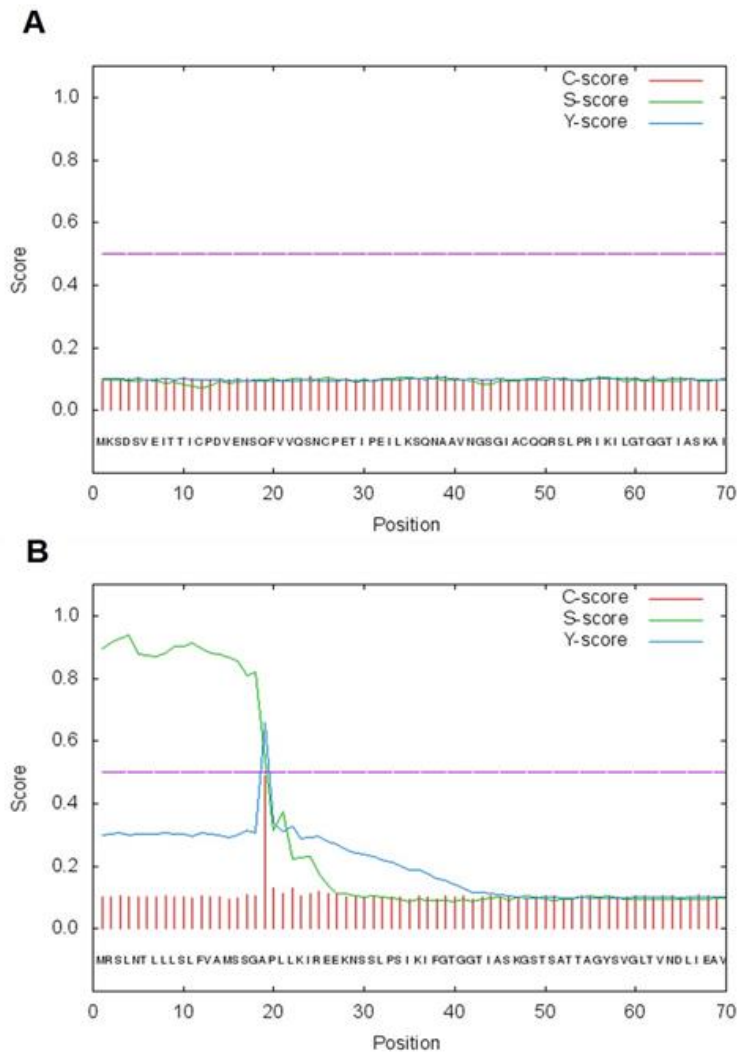 A
C-score
S-score
Y-score
1.0
0.8
0.6
0.4
0.2
0.0
Score
MKSDSVEITTICPDVENSQFVVQSNCPETIPEILKSQNAAVNGSGIACQQRSLPRIKILGTGGTIASKAI
0 10 20 30 40 50 60 70
Position
B
C-score
S-score
Y-score
1.0
0.8
0.6
0.4
0.2
0.0
Score
MRSLNTLLLSLFVAMSSGAPLLKIREEKNSSLPSIKIFGTGGTIASKGSTSATTAGYSVGLTVNDLIEAV
0 10 20 30 40 50 60 70
Position